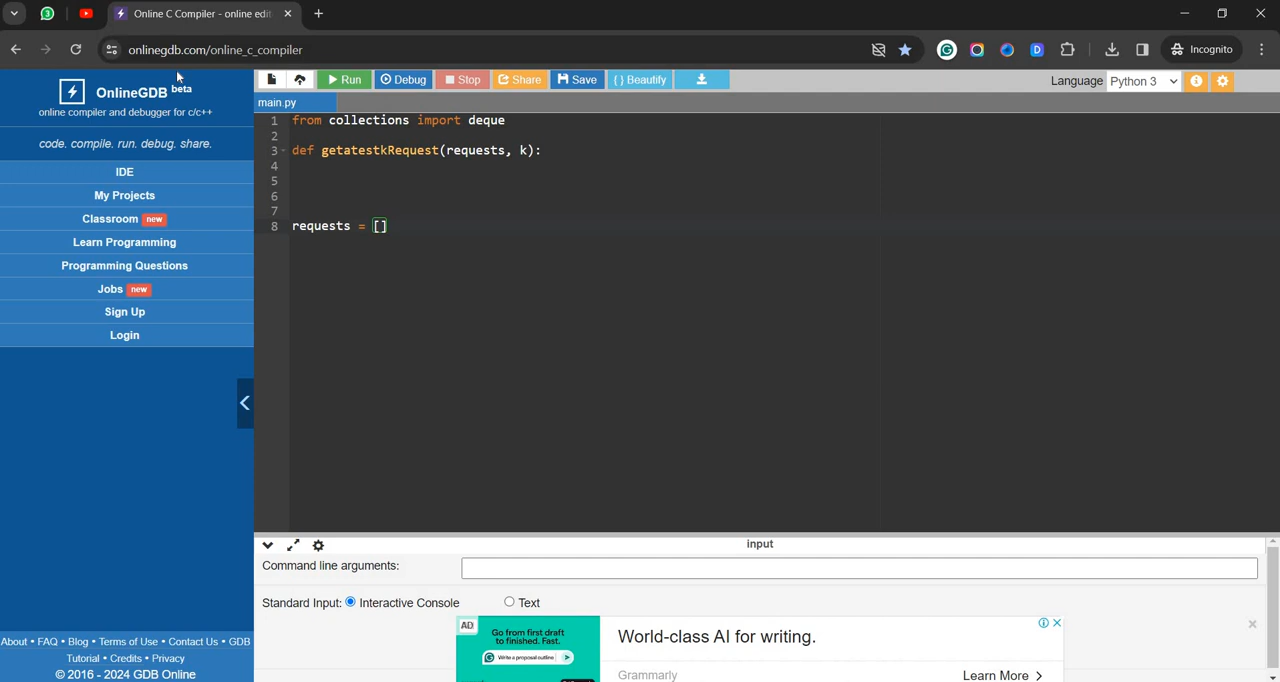 3
Online C Compiler - online edit
onlinegdb.com/online_c_compiler
Incognito
OnlineGDB beta
online compiler and debugger for c/c++
code. compile. run. debug. share.
IDE
My Projects
Classroom new
Learn Programming
Programming Questions
Jobs new
Sign Up
Login
About • FAQ • Blog • Terms of Use • Contact Us • GDB
Tutorial • Credits • Privacy
© 2016 - 2024 GDB Online
Run
Debug
Stop
Share
Save
{ } Beautify
Language Python 3
main.py
1 from collections import deque
2
3 def getatestkRequest(requests, k):
4
5
6
7
8 requests = []
input
Command line arguments:
Standard Input: Interactive Console Text
AD
Go from first draft
to finished. Fast.
Write a proposal outline
World-class AI for writing.
Grammarly
Learn More